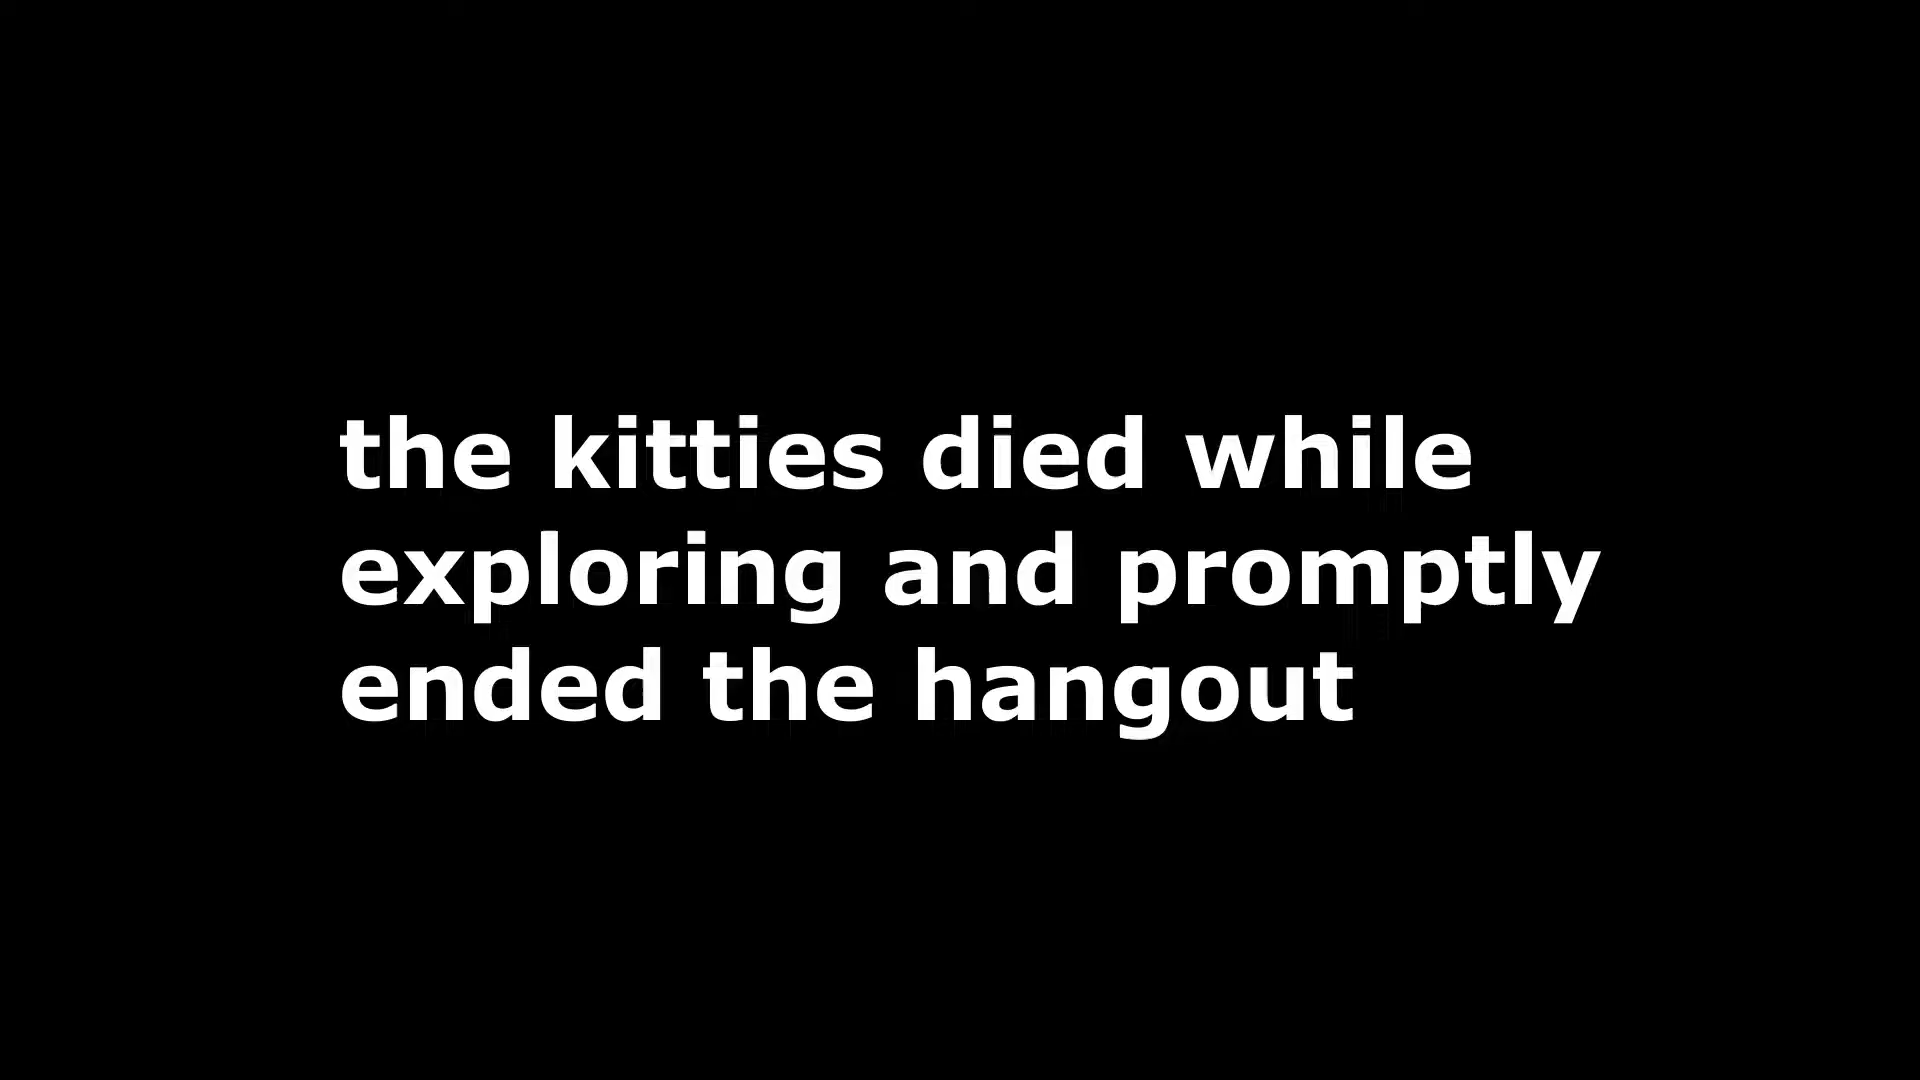 the kitties died while
exploring and promptly
ended the hangout